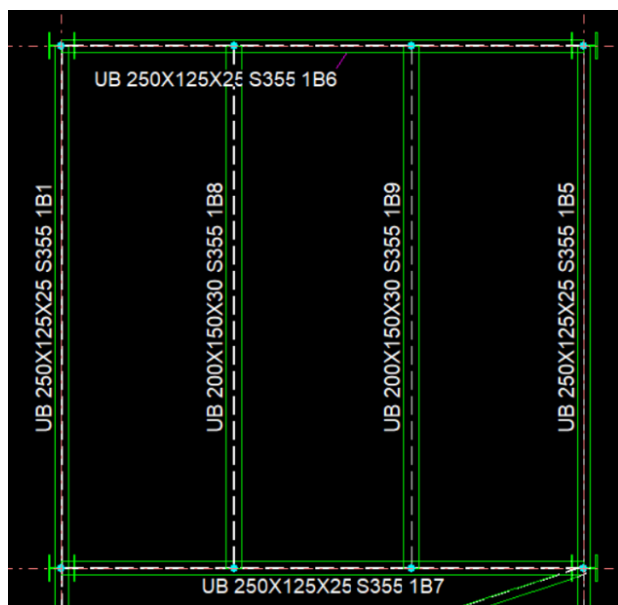 UB 250X125X25 S355 1B6
UB 250X125X25 S355 1B1
UB 200X150X30 S355 1B8
UB 200X150X30 S355 1B9
UB 250X125X25 S355 1B5
UB 250X125X25 S355 1B7